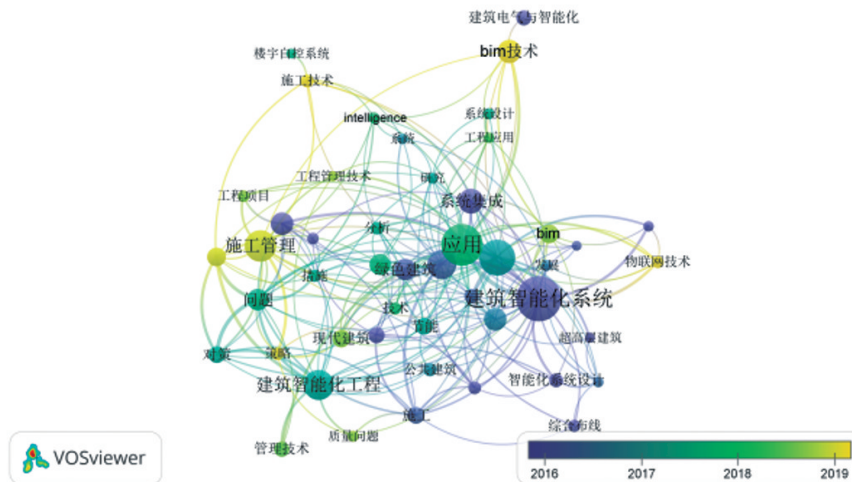 建筑电气与智能化
bim技术
楼宇自控系统
施工技术
intelligence
系统设计
系统
工程应用
工程管理技术
研究
工程项目
系统集成
分析
bim
施工管理
应用
绿色建筑
发展
物联网技术
措施
问题
建筑智能化系统
技术
节能
现代建筑
超高层建筑
对策
策略
公共建筑
建筑智能化工程
智能化系统设计
施工
综合布线
质量问题
管理技术
VOSviewer
2016
2017
2018
2019